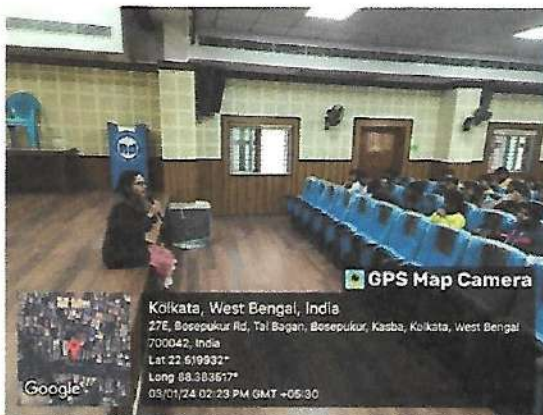 GPS Map Camera
Kolkata, West Bengal, India
27E, Bosepukur Rd, Tal Bagan, Bosepukur, Kasba, Kolkata, West Bengal
700042, India
Lat 22.519932°
Long 88.383517°
03/01/24 02:23 PM GMT +05:30
Google